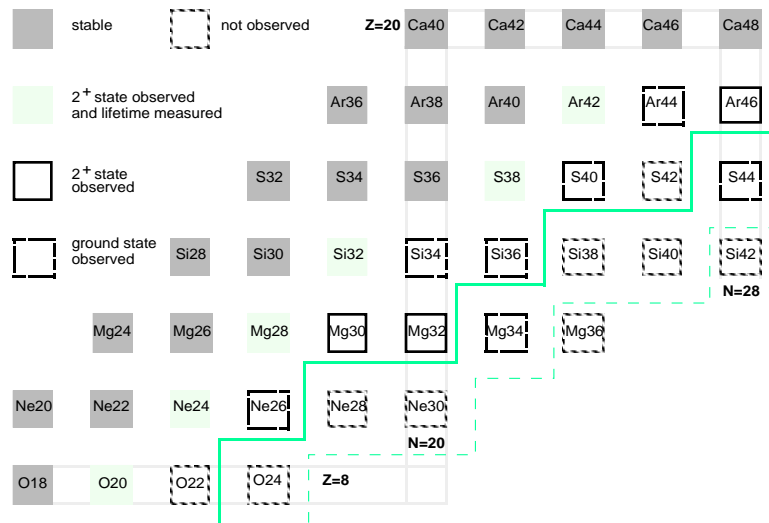 stable
not observed
Z=20 Ca40 Ca42 Ca44 Ca46 Ca48
2+ state observed
and lifetime measured
Ar36 Ar38 Ar40 Ar42 Ar44 Ar46
2+ state
observed
S32 S34 S36 S38 S40 S42 S44
ground state
observed
Si28 Si30 Si32 Si34 Si36 Si38 Si40 Si42
N=28
Mg24 Mg26 Mg28 Mg30 Mg32 Mg34 Mg36
Ne20 Ne22 Ne24 Ne26 Ne28 Ne30
N=20
O18 O20 O22 O24 Z=8